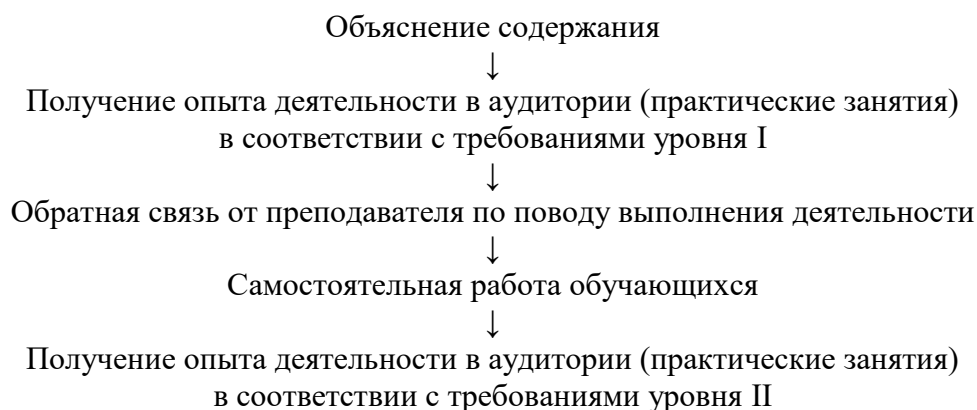 Объяснение содержания
↓
Получение опыта деятельности в аудитории (практические занятия)
в соответствии с требованиями уровня I
↓
Обратная связь от преподавателя по поводу выполнения деятельности
↓
Самостоятельная работа обучающихся
↓
Получение опыта деятельности в аудитории (практические занятия)
в соответствии с требованиями уровня II